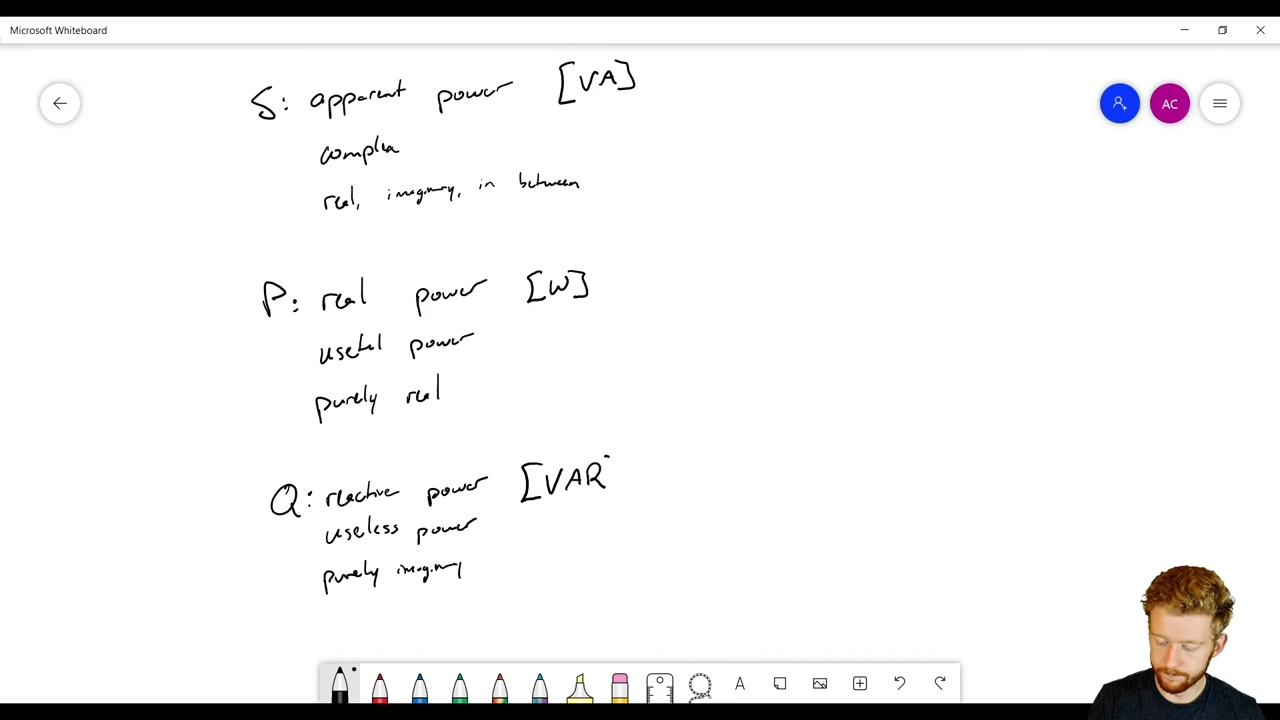 Microsoft Whiteboard
AC
S: apparent power [VA]
complex
real, imaginary, in between
P: real power [W]
useful power
purely real
Q: reactive power [VAR
useless power
purely imaginary
A